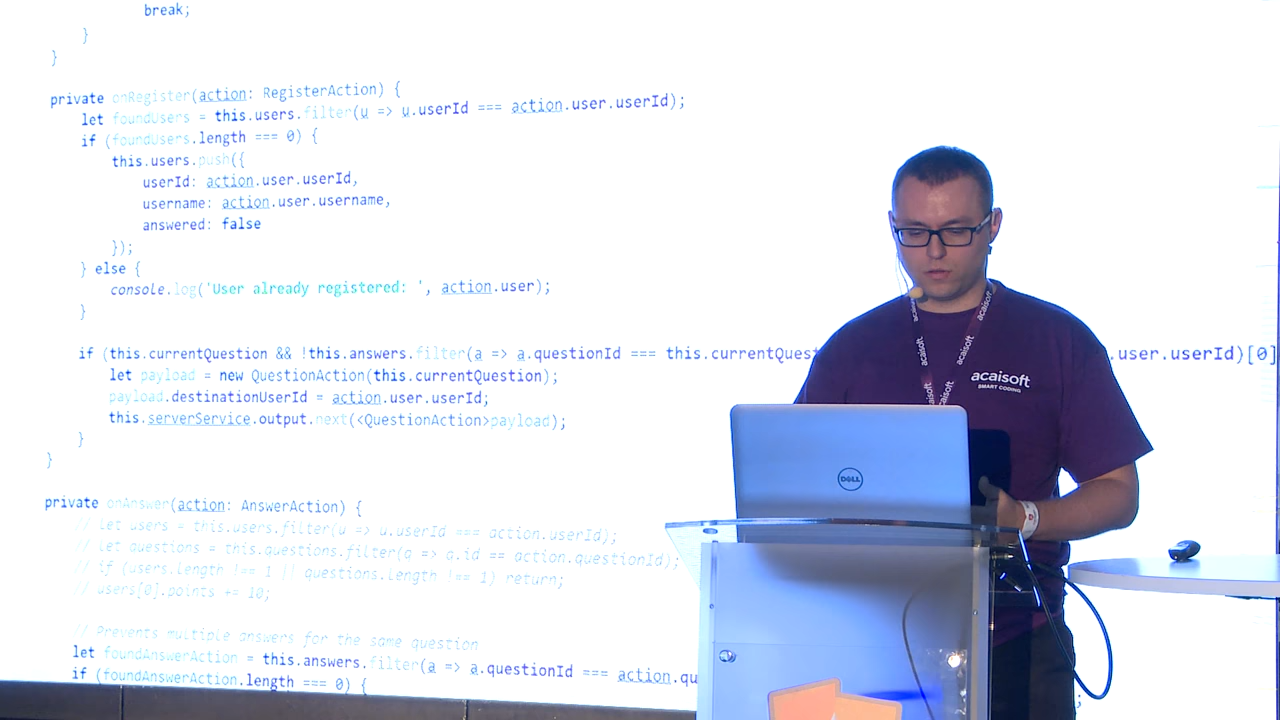 break;
}
}
private onRegister(action: RegisterAction) {
let foundUsers = this.users.filter(u => u.userId === action.user.userId);
if (foundUsers.length === 0) {
this.users.push({
userId: action.user.userId,
username: action.user.username,
answered: false
});
} else {
console.log('User already registered: ', action.user);
}
if (this.currentQuestion && !this.answers.filter(a => a.questionId === this.currentQuest .user.userId)[0]
let payload = new QuestionAction(this.currentQuestion);
payload.destinationUserId = action.user.userId;
this.serverService.output.next(<QuestionAction>payload);
}
}
private onAnswer(action: AnswerAction) {
// let users = this.users.filter(u => u.userId === action.userId);
// let questions = this.questions.filter(q => q.id == action.questionId);
// if (users.length !== 1 || questions.length !== 1) return;
// users[0].points += 10;
// Prevents multiple answers for the same question
let foundAnswerAction = this.answers.filter(a => a.questionId === action.qu
if (foundAnswerAction.length === 0) {
acaisoft
acaisoft
acaisoft
acaisoft
acaisoft
SMART CODING
DELL